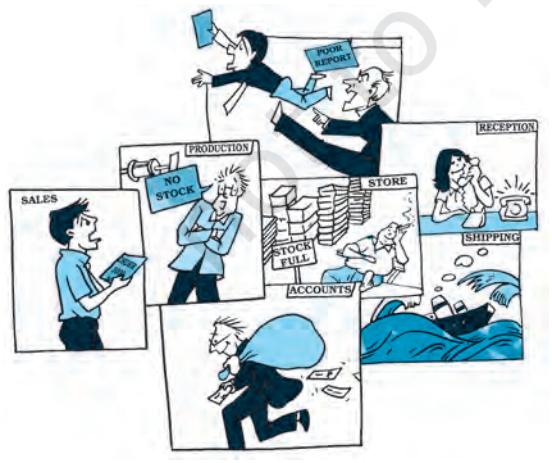 POOR
REPORT
RECEPTION
PRODUCTION
NO
STOCK
STORE
SALES
STOCK
FULL
SHIPPING
ACCOUNTS